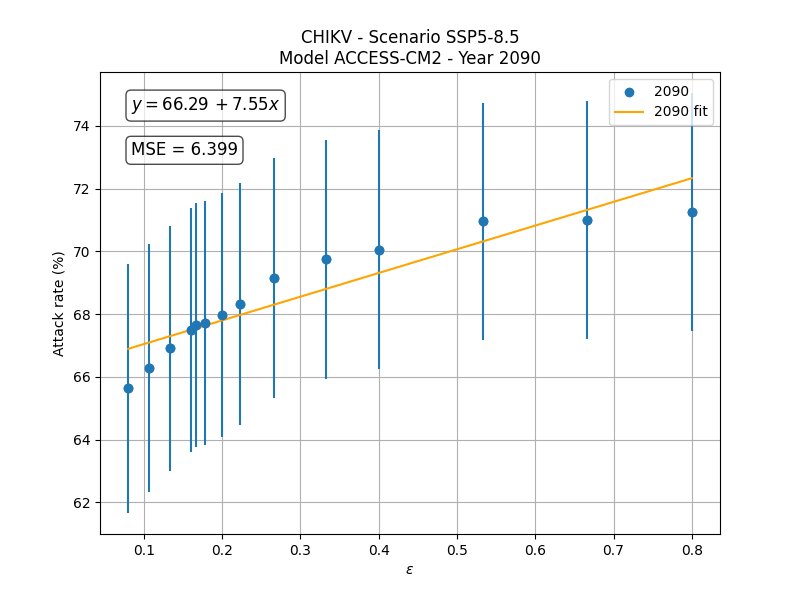 CHIKV - Scenario SSP5-8.5
Model ACCESS-CM2 - Year 2090
y = 66.29 + 7.55x
MSE = 6.399
2090
2090 fit
Attack rate (%)
74
72
70
68
66
64
62
0.1 0.2 0.3 0.4 0.5 0.6 0.7 0.8
ε